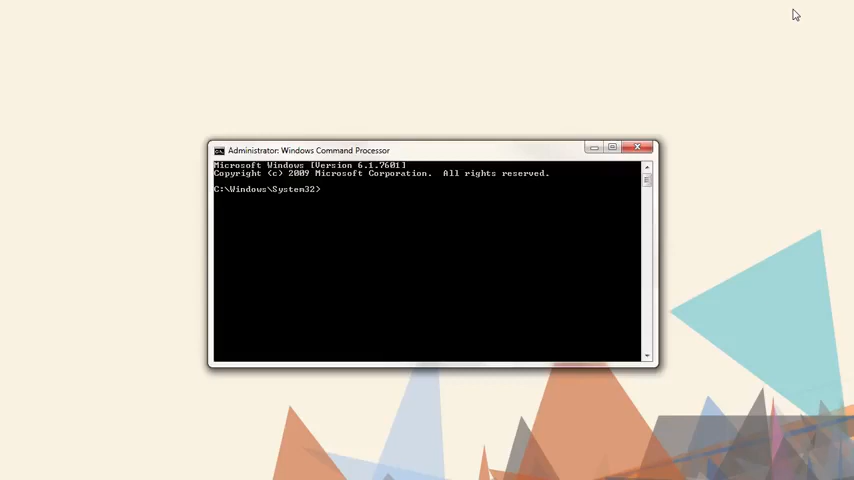 Administrator: Windows Command Processor
Microsoft Windows [Version 6.1.7601]
Copyright (c) 2009 Microsoft Corporation.  All rights reserved.
C:\Windows\System32>